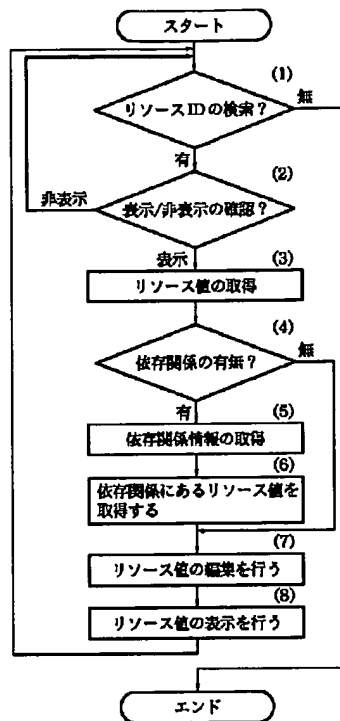 スタート
(1)
リソースIDの検索？
無
有
(2)
非表示
表示/非表示の確認？
表示
(3)
リソース値の取得
(4)
依存関係の有無？
無
有
(5)
依存関係情報の取得
(6)
依存関係にあるリソース値を
取得する
(7)
リソース値の編集を行う
(8)
リソース値の表示を行う
エンド